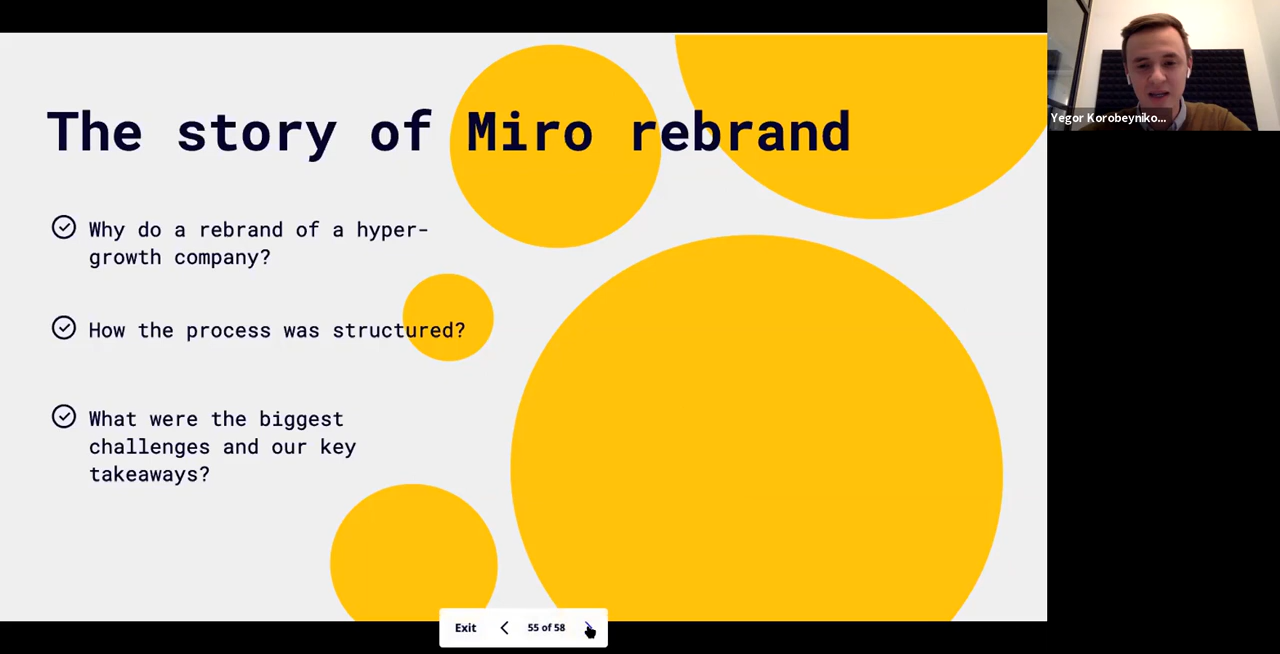 The story of Miro rebrand
Why do a rebrand of a hyper-
growth company?
How the process was structured?
What were the biggest
challenges and our key
takeaways?
Yegor Korobeyniko...
Exit
55 of 58